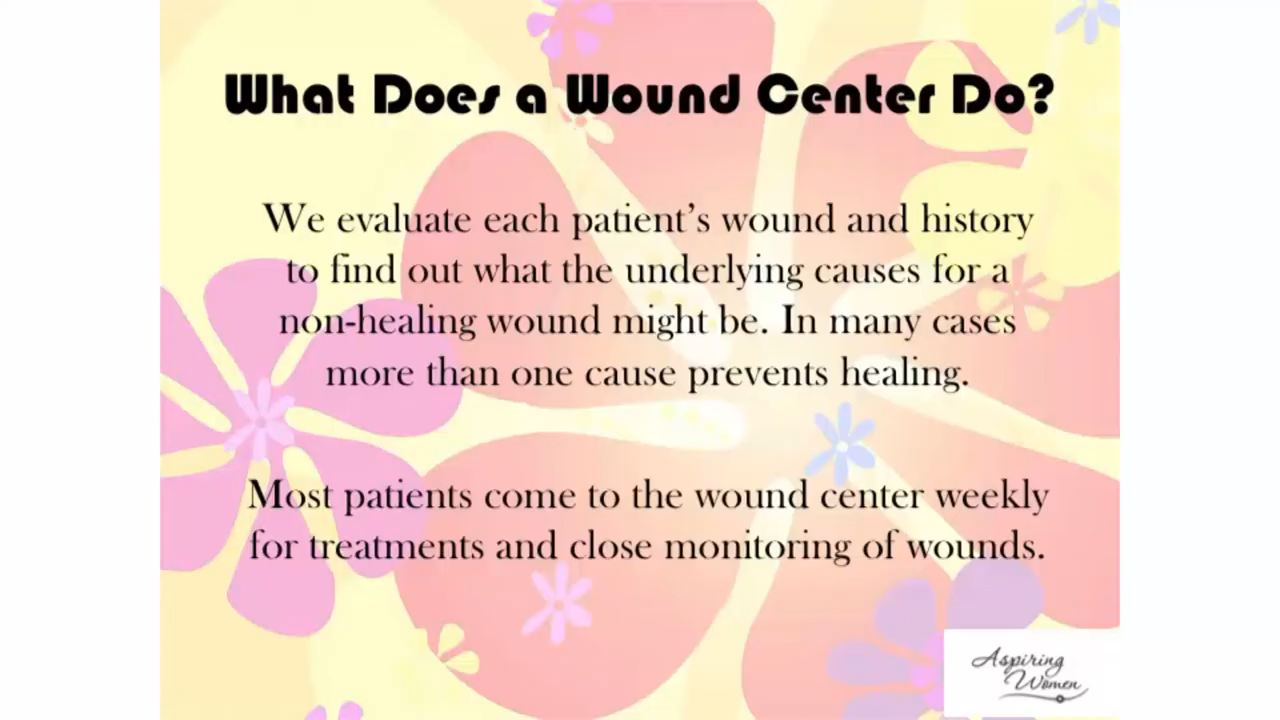 What Does a Wound Center Do?
We evaluate each patient’s wound and history
to find out what the underlying causes for a
non-healing wound might be. In many cases
more than one cause prevents healing.
Most patients come to the wound center weekly
for treatments and close monitoring of wounds.
Aspiring
Women